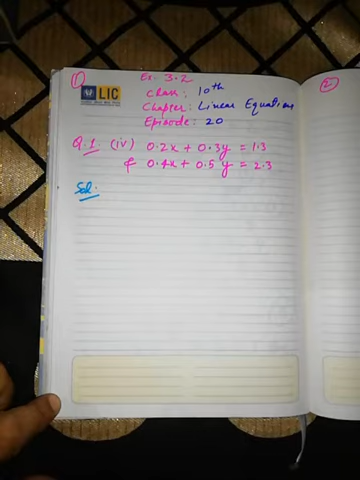 1
Ex. 3.2
LIC
Class: 10th
Chapter: Linear Equations
Episode: 20
Q.1 (iv) 0.2x + 0.3y = 1.3
& 0.4x + 0.5y = 2.3
Sol.
2